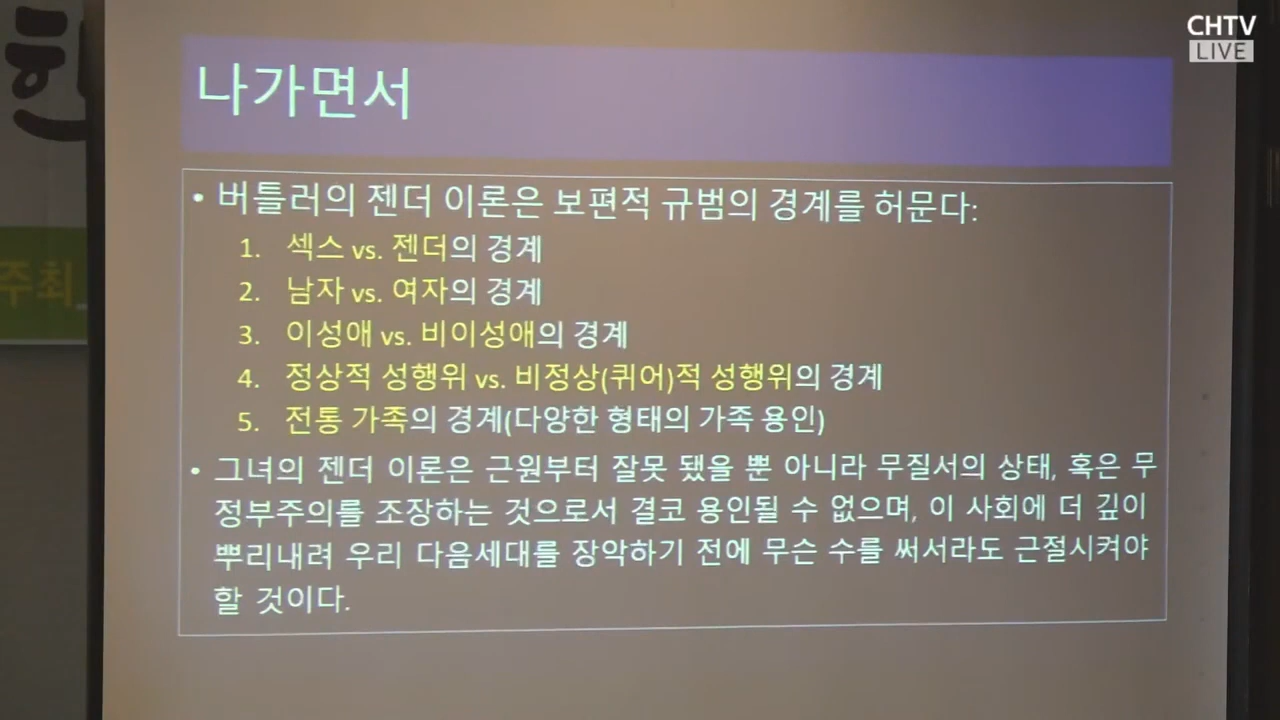 CHTV
LIVE
한
주최
나가면서
• 버틀러의 젠더 이론은 보편적 규범의 경계를 허문다:
1. 섹스 vs. 젠더의 경계
2. 남자 vs. 여자의 경계
3. 이성애 vs. 비이성애의 경계
4. 정상적 성행위 vs. 비정상(퀴어)적 성행위의 경계
5. 전통 가족의 경계(다양한 형태의 가족 용인)
• 그녀의 젠더 이론은 근원부터 잘못 됐을 뿐 아니라 무질서의 상태, 혹은 무
정부주의를 조장하는 것으로서 결코 용인될 수 없으며, 이 사회에 더 깊이
뿌리내려 우리 다음세대를 장악하기 전에 무슨 수를 써서라도 근절시켜야
할 것이다.